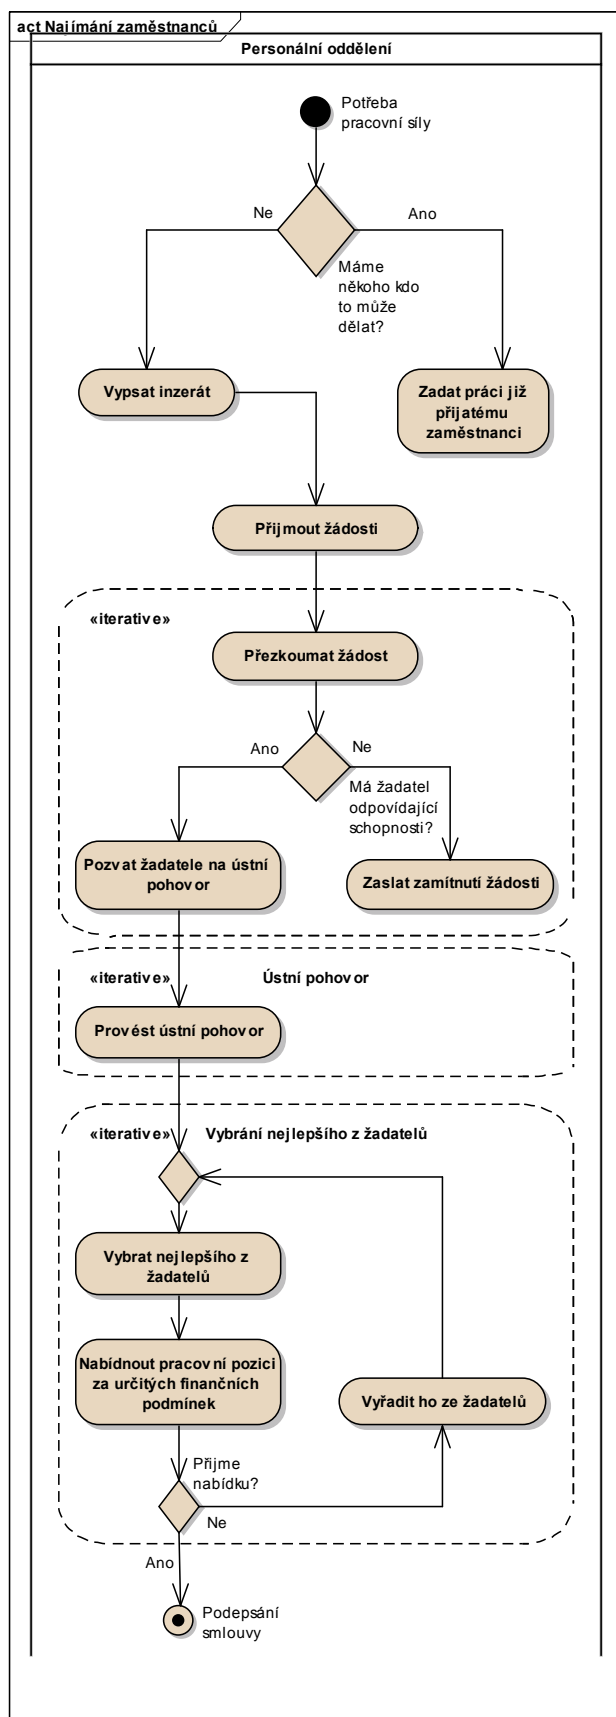 act Najímání zaměstnanců
Personální oddělení
Potřeba
pracovní síly
Ne
Ano
Máme
někoho kdo
to může
dělat?
Vypsat inzerát
Zadat práci již
přijatému
zaměstnanci
Přijmout žádosti
«iterative»
Přezkoumat žádost
Ano
Ne
Má žadatel
odpovídající
schopnosti?
Pozvat žadatele na ústní
pohovor
Zaslat zamítnutí žádosti
«iterative»
Ústní pohovor
Provést ústní pohovor
«iterative»
Vybrání nejlepšího z žadatelů
Vybrat nejlepšího z
žadatelů
Nabídnout pracovní pozici
za určitých finančních
podmínek
Vyřadit ho ze žadatelů
Přijme
nabídku?
Ne
Ano
Podepsání
smlouvy